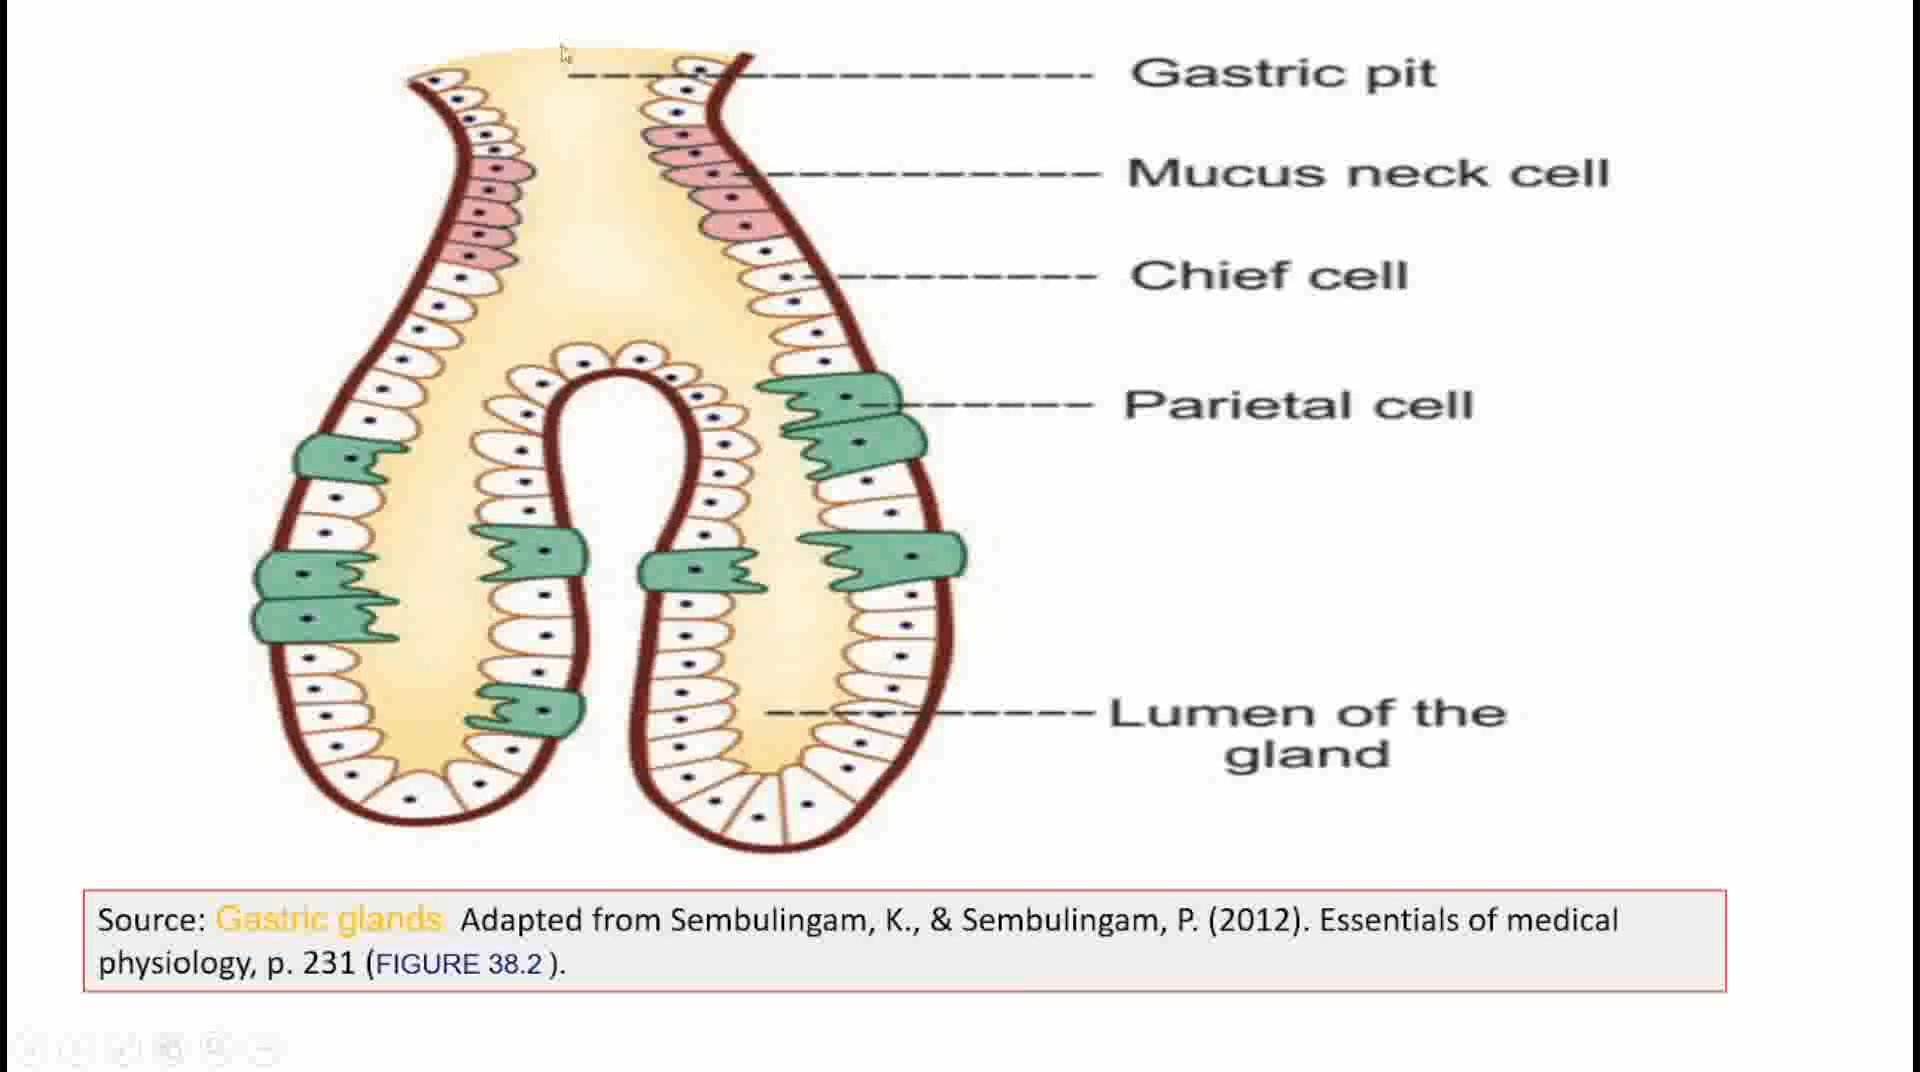 Gastric pit
Mucus neck cell
Chief cell
Parietal cell
Lumen of the
gland
Source: Gastric glands. Adapted from Sembulingam, K., & Sembulingam, P. (2012). Essentials of medical
physiology, p. 231 (FIGURE 38.2 ).